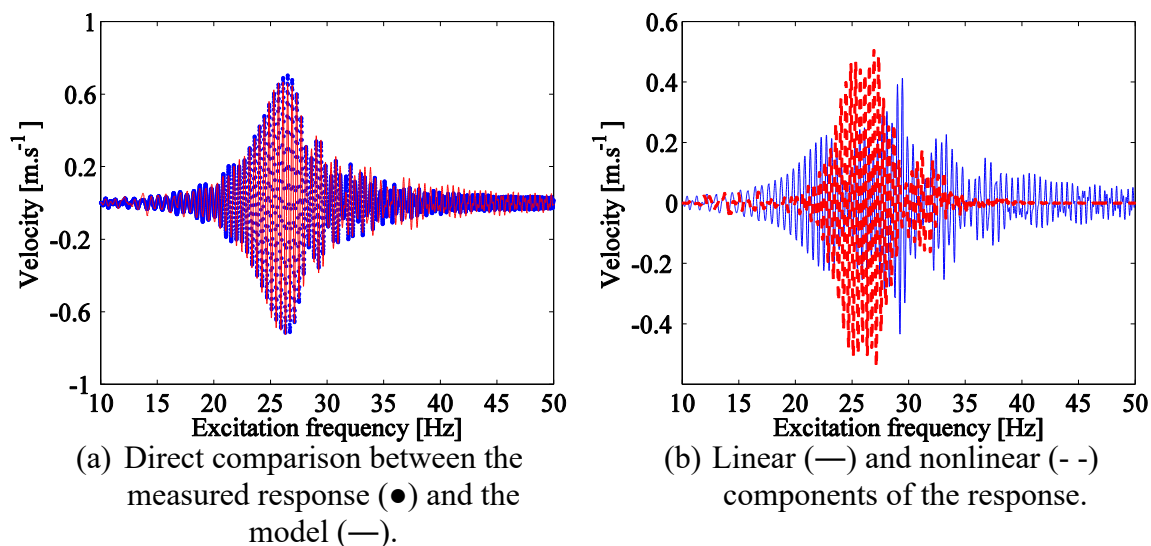 1
0.6
0.2
-0.2
-0.6
-1
Velocity [m.s-1 ]
10 15 20 25 30 35 40 45 50
Excitation frequency [Hz]
(a) Direct comparison between the
measured response (●) and the
model (—).
0.6
0.4
0.2
0
-0.2
-0.4
Velocity [m.s-1 ]
10 15 20 25 30 35 40 45 50
Excitation frequency [Hz]
(b) Linear (—) and nonlinear (- -)
components of the response.